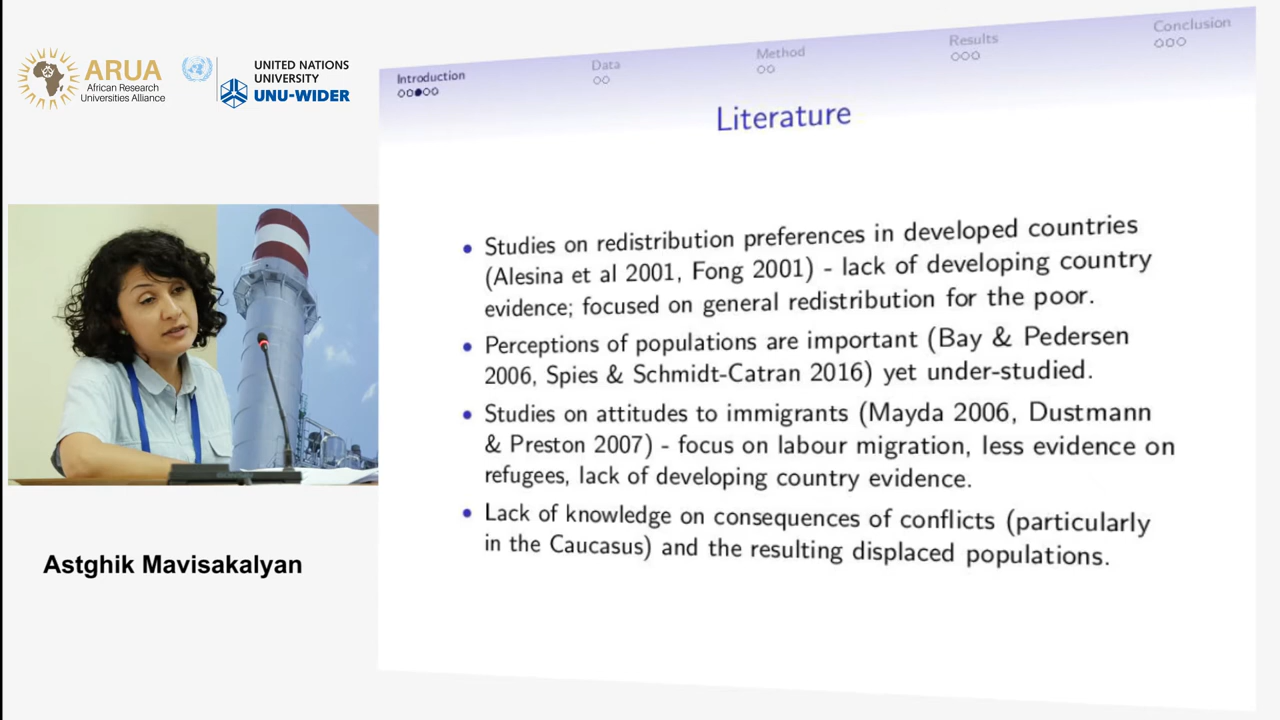 ARUA
African Research
Universities Alliance
UNITED NATIONS
UNIVERSITY
UNU-WIDER
Introduction
Data
Method
Results
Conclusion
Literature
• Studies on redistribution preferences in developed countries
(Alesina et al 2001, Fong 2001) - lack of developing country
evidence; focused on general redistribution for the poor.
• Perceptions of populations are important (Bay & Pedersen
2006, Spies & Schmidt-Catran 2016) yet under-studied.
• Studies on attitudes to immigrants (Mayda 2006, Dustmann
& Preston 2007) - focus on labour migration, less evidence on
refugees, lack of developing country evidence.
• Lack of knowledge on consequences of conflicts (particularly
in the Caucasus) and the resulting displaced populations.
Astghik Mavisakalyan